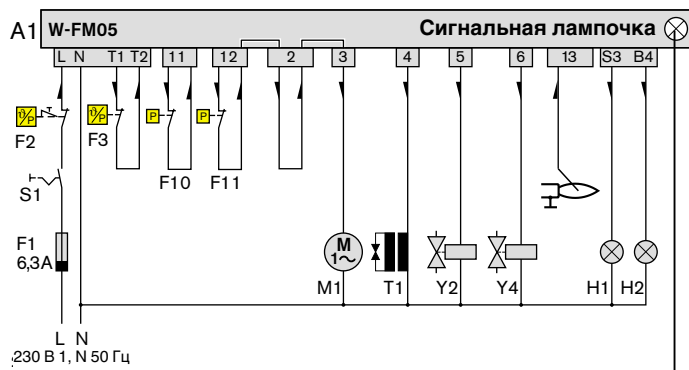 A1 W-FM05 Сигнальная лампочка
L N T1 T2 11 12 2 3 4 5 6 13 S3 B4
ϑ/P ϑ/P P P
F2 F3
F10 F11
S1
F1
6,3A
M
1~
M1 T1 Y2 Y4 H1 H2
L N
230 В 1, N 50 Гц